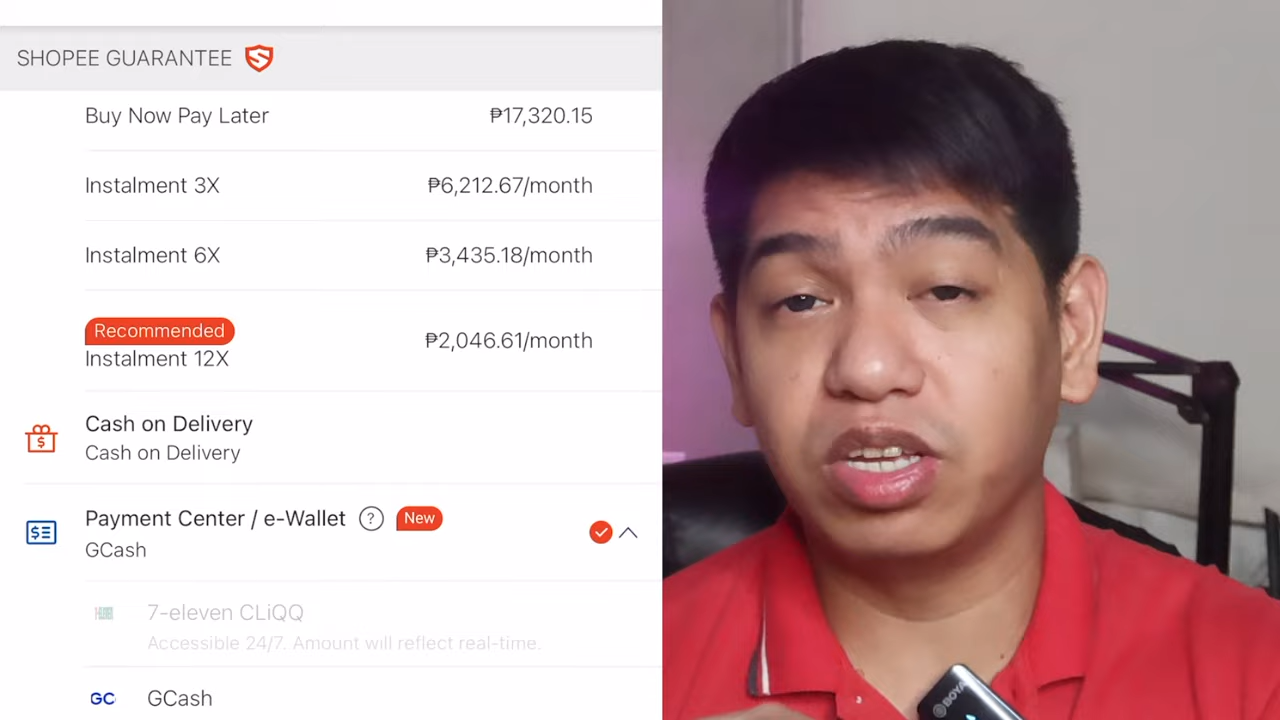 SHOPEE GUARANTEE
Buy Now Pay Later ₱17,320.15
Instalment 3X ₱6,212.67/month
Instalment 6X ₱3,435.18/month
Recommended
Instalment 12X ₱2,046.61/month
Cash on Delivery
Cash on Delivery
Payment Center / e-Wallet ? New
GCash
7-eleven CLiQQ
Accessible 24/7. Amount will reflect real-time.
GC GCash
BOYA